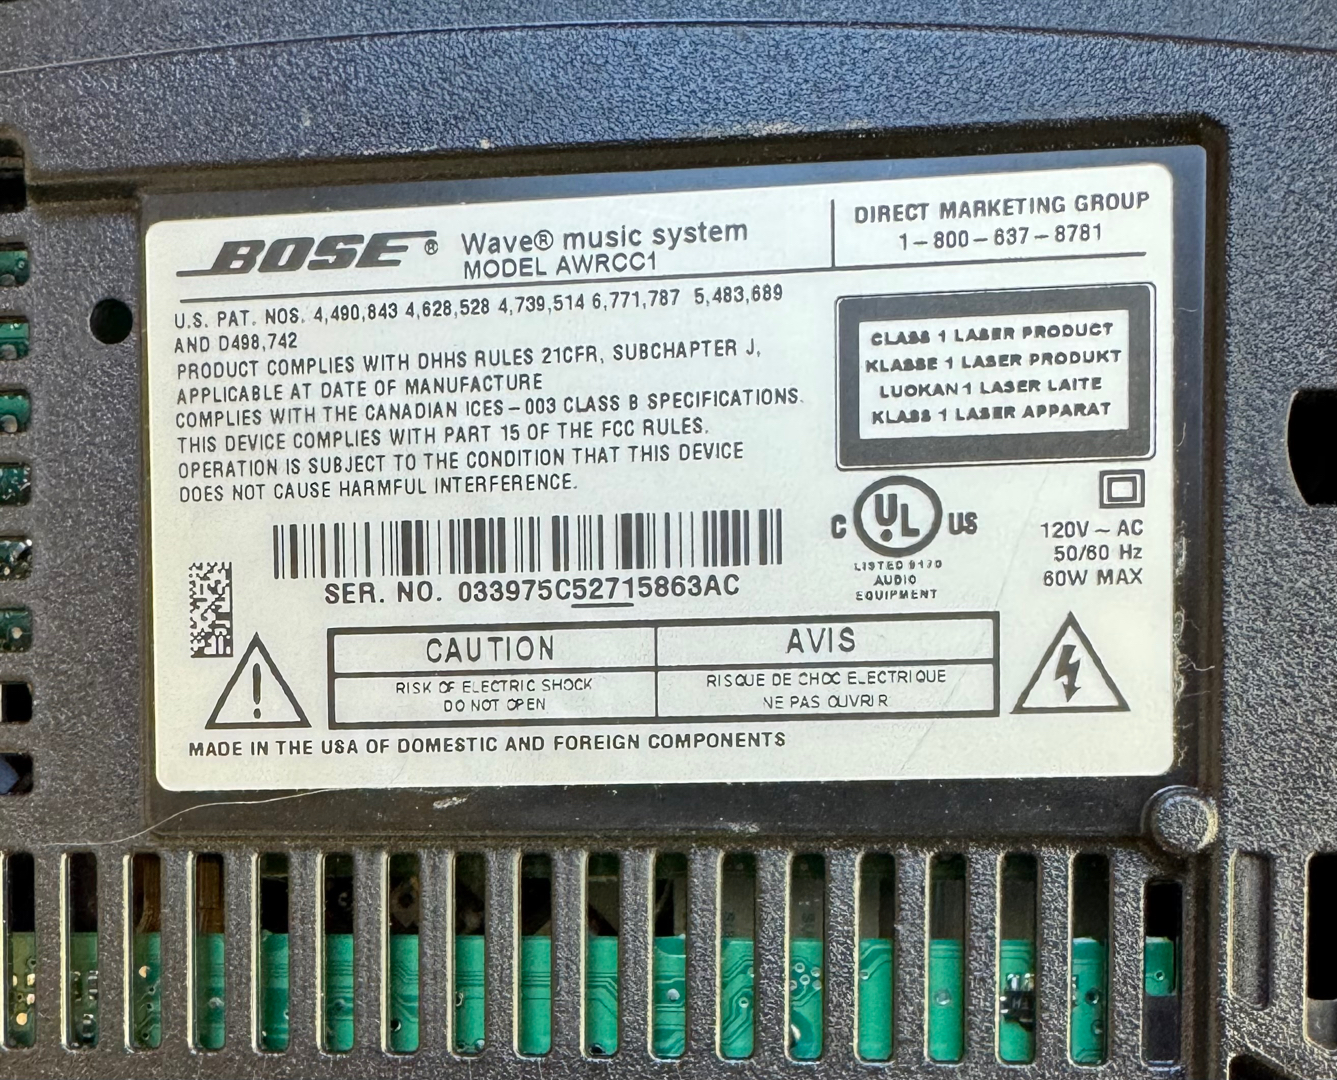 BOSE® Wave® music system
MODEL AWRCC1
DIRECT MARKETING GROUP
1-800-637-8781
U.S. PAT. NOS. 4,490,843 4,628,528 4,739,514 6,771,787 5,483,689
AND D498,742
PRODUCT COMPLIES WITH DHHS RULES 21CFR, SUBCHAPTER J,
APPLICABLE AT DATE OF MANUFACTURE
COMPLIES WITH THE CANADIAN ICES-003 CLASS B SPECIFICATIONS.
THIS DEVICE COMPLIES WITH PART 15 OF THE FCC RULES.
OPERATION IS SUBJECT TO THE CONDITION THAT THIS DEVICE
DOES NOT CAUSE HARMFUL INTERFERENCE.
CLASS 1 LASER PRODUCT
KLASSE 1 LASER PRODUKT
LUOKAN 1 LASER LAITE
KLASS 1 LASER APPARAT
C UL US
LISTED 9170
AUDIO
EQUIPMENT
120V ~ AC
50/60 Hz
60W MAX
SER. NO. 033975C52715863AC
CAUTION
RISK OF ELECTRIC SHOCK
DO NOT OPEN
AVIS
RISQUE DE CHOC ELECTRIQUE
NE PAS OUVRIR
MADE IN THE USA OF DOMESTIC AND FOREIGN COMPONENTS